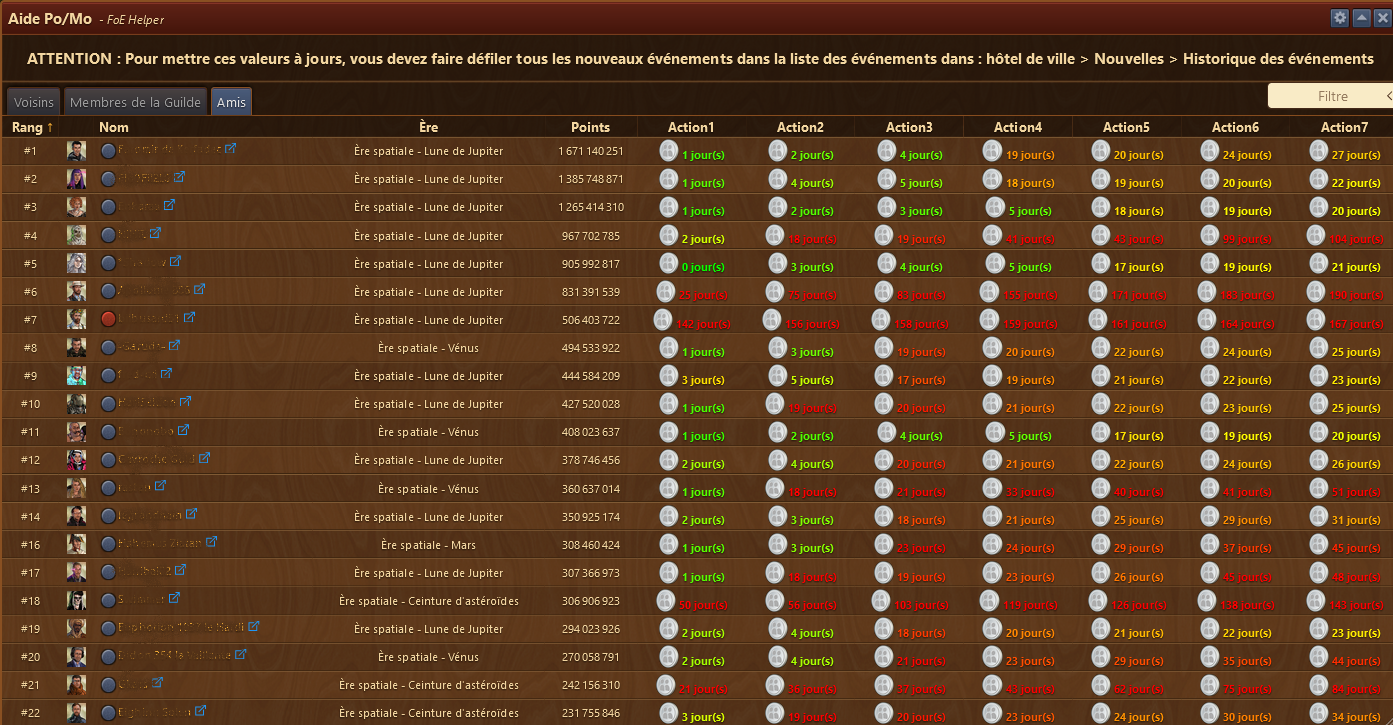 Aide Po/Mo - FoE Helper
ATTENTION : Pour mettre ces valeurs à jours, vous devez faire défiler tous les nouveaux événements dans la liste des événements dans : hôtel de ville > Nouvelles > Historique des événements
Voisins Membres de la Guilde Amis Filtre
Rang ↑ Nom Ère Points Action1 Action2 Action3 Action4 Action5 Action6 Action7
#1 Ère spatiale - Lune de Jupiter 1 671 140 251 1 jour(s) 2 jour(s) 4 jour(s) 19 jour(s) 20 jour(s) 24 jour(s) 27 jour(s)
#2 Ère spatiale - Lune de Jupiter 1 385 748 871 1 jour(s) 4 jour(s) 5 jour(s) 18 jour(s) 19 jour(s) 20 jour(s) 22 jour(s)
#3 Ère spatiale - Lune de Jupiter 1 265 414 310 1 jour(s) 2 jour(s) 3 jour(s) 5 jour(s) 18 jour(s) 19 jour(s) 20 jour(s)
#4 Ère spatiale - Lune de Jupiter 967 702 785 2 jour(s) 18 jour(s) 19 jour(s) 41 jour(s) 43 jour(s) 99 jour(s) 104 jour(s)
#5 Ère spatiale - Lune de Jupiter 905 992 817 0 jour(s) 3 jour(s) 4 jour(s) 5 jour(s) 17 jour(s) 19 jour(s) 21 jour(s)
#6 Ère spatiale - Lune de Jupiter 831 391 539 25 jour(s) 75 jour(s) 83 jour(s) 155 jour(s) 171 jour(s) 183 jour(s) 190 jour(s)
#7 Ère spatiale - Lune de Jupiter 506 403 722 142 jour(s) 156 jour(s) 158 jour(s) 159 jour(s) 161 jour(s) 164 jour(s) 167 jour(s)
#8 Ère spatiale - Vénus 494 533 922 1 jour(s) 3 jour(s) 19 jour(s) 20 jour(s) 22 jour(s) 24 jour(s) 25 jour(s)
#9 Ère spatiale - Lune de Jupiter 444 584 209 3 jour(s) 5 jour(s) 17 jour(s) 19 jour(s) 21 jour(s) 22 jour(s) 23 jour(s)
#10 Ère spatiale - Lune de Jupiter 427 520 028 1 jour(s) 19 jour(s) 20 jour(s) 21 jour(s) 22 jour(s) 23 jour(s) 25 jour(s)
#11 Ère spatiale - Vénus 408 023 637 1 jour(s) 2 jour(s) 4 jour(s) 5 jour(s) 17 jour(s) 19 jour(s) 20 jour(s)
#12 Ère spatiale - Lune de Jupiter 378 746 456 2 jour(s) 4 jour(s) 20 jour(s) 21 jour(s) 22 jour(s) 24 jour(s) 26 jour(s)
#13 Ère spatiale - Vénus 360 637 014 1 jour(s) 18 jour(s) 21 jour(s) 33 jour(s) 40 jour(s) 41 jour(s) 51 jour(s)
#14 Ère spatiale - Lune de Jupiter 350 925 174 2 jour(s) 3 jour(s) 18 jour(s) 21 jour(s) 25 jour(s) 29 jour(s) 31 jour(s)
#16 Ère spatiale - Mars 308 460 424 1 jour(s) 3 jour(s) 23 jour(s) 24 jour(s) 29 jour(s) 37 jour(s) 45 jour(s)
#17 Ère spatiale - Lune de Jupiter 307 366 973 1 jour(s) 18 jour(s) 19 jour(s) 23 jour(s) 26 jour(s) 45 jour(s) 48 jour(s)
#18 Ère spatiale - Ceinture d'astéroïdes 306 906 923 50 jour(s) 56 jour(s) 103 jour(s) 119 jour(s) 126 jour(s) 138 jour(s) 143 jour(s)
#19 Ère spatiale - Lune de Jupiter 294 023 926 2 jour(s) 4 jour(s) 18 jour(s) 20 jour(s) 21 jour(s) 22 jour(s) 23 jour(s)
#20 Ère spatiale - Vénus 270 058 791 2 jour(s) 4 jour(s) 21 jour(s) 23 jour(s) 29 jour(s) 35 jour(s) 44 jour(s)
#21 Ère spatiale - Ceinture d'astéroïdes 242 156 310 21 jour(s) 36 jour(s) 37 jour(s) 43 jour(s) 62 jour(s) 75 jour(s) 84 jour(s)
#22 Ère spatiale - Ceinture d'astéroïdes 231 755 846 3 jour(s) 19 jour(s) 20 jour(s) 23 jour(s) 24 jour(s) 30 jour(s) 34 jour(s)